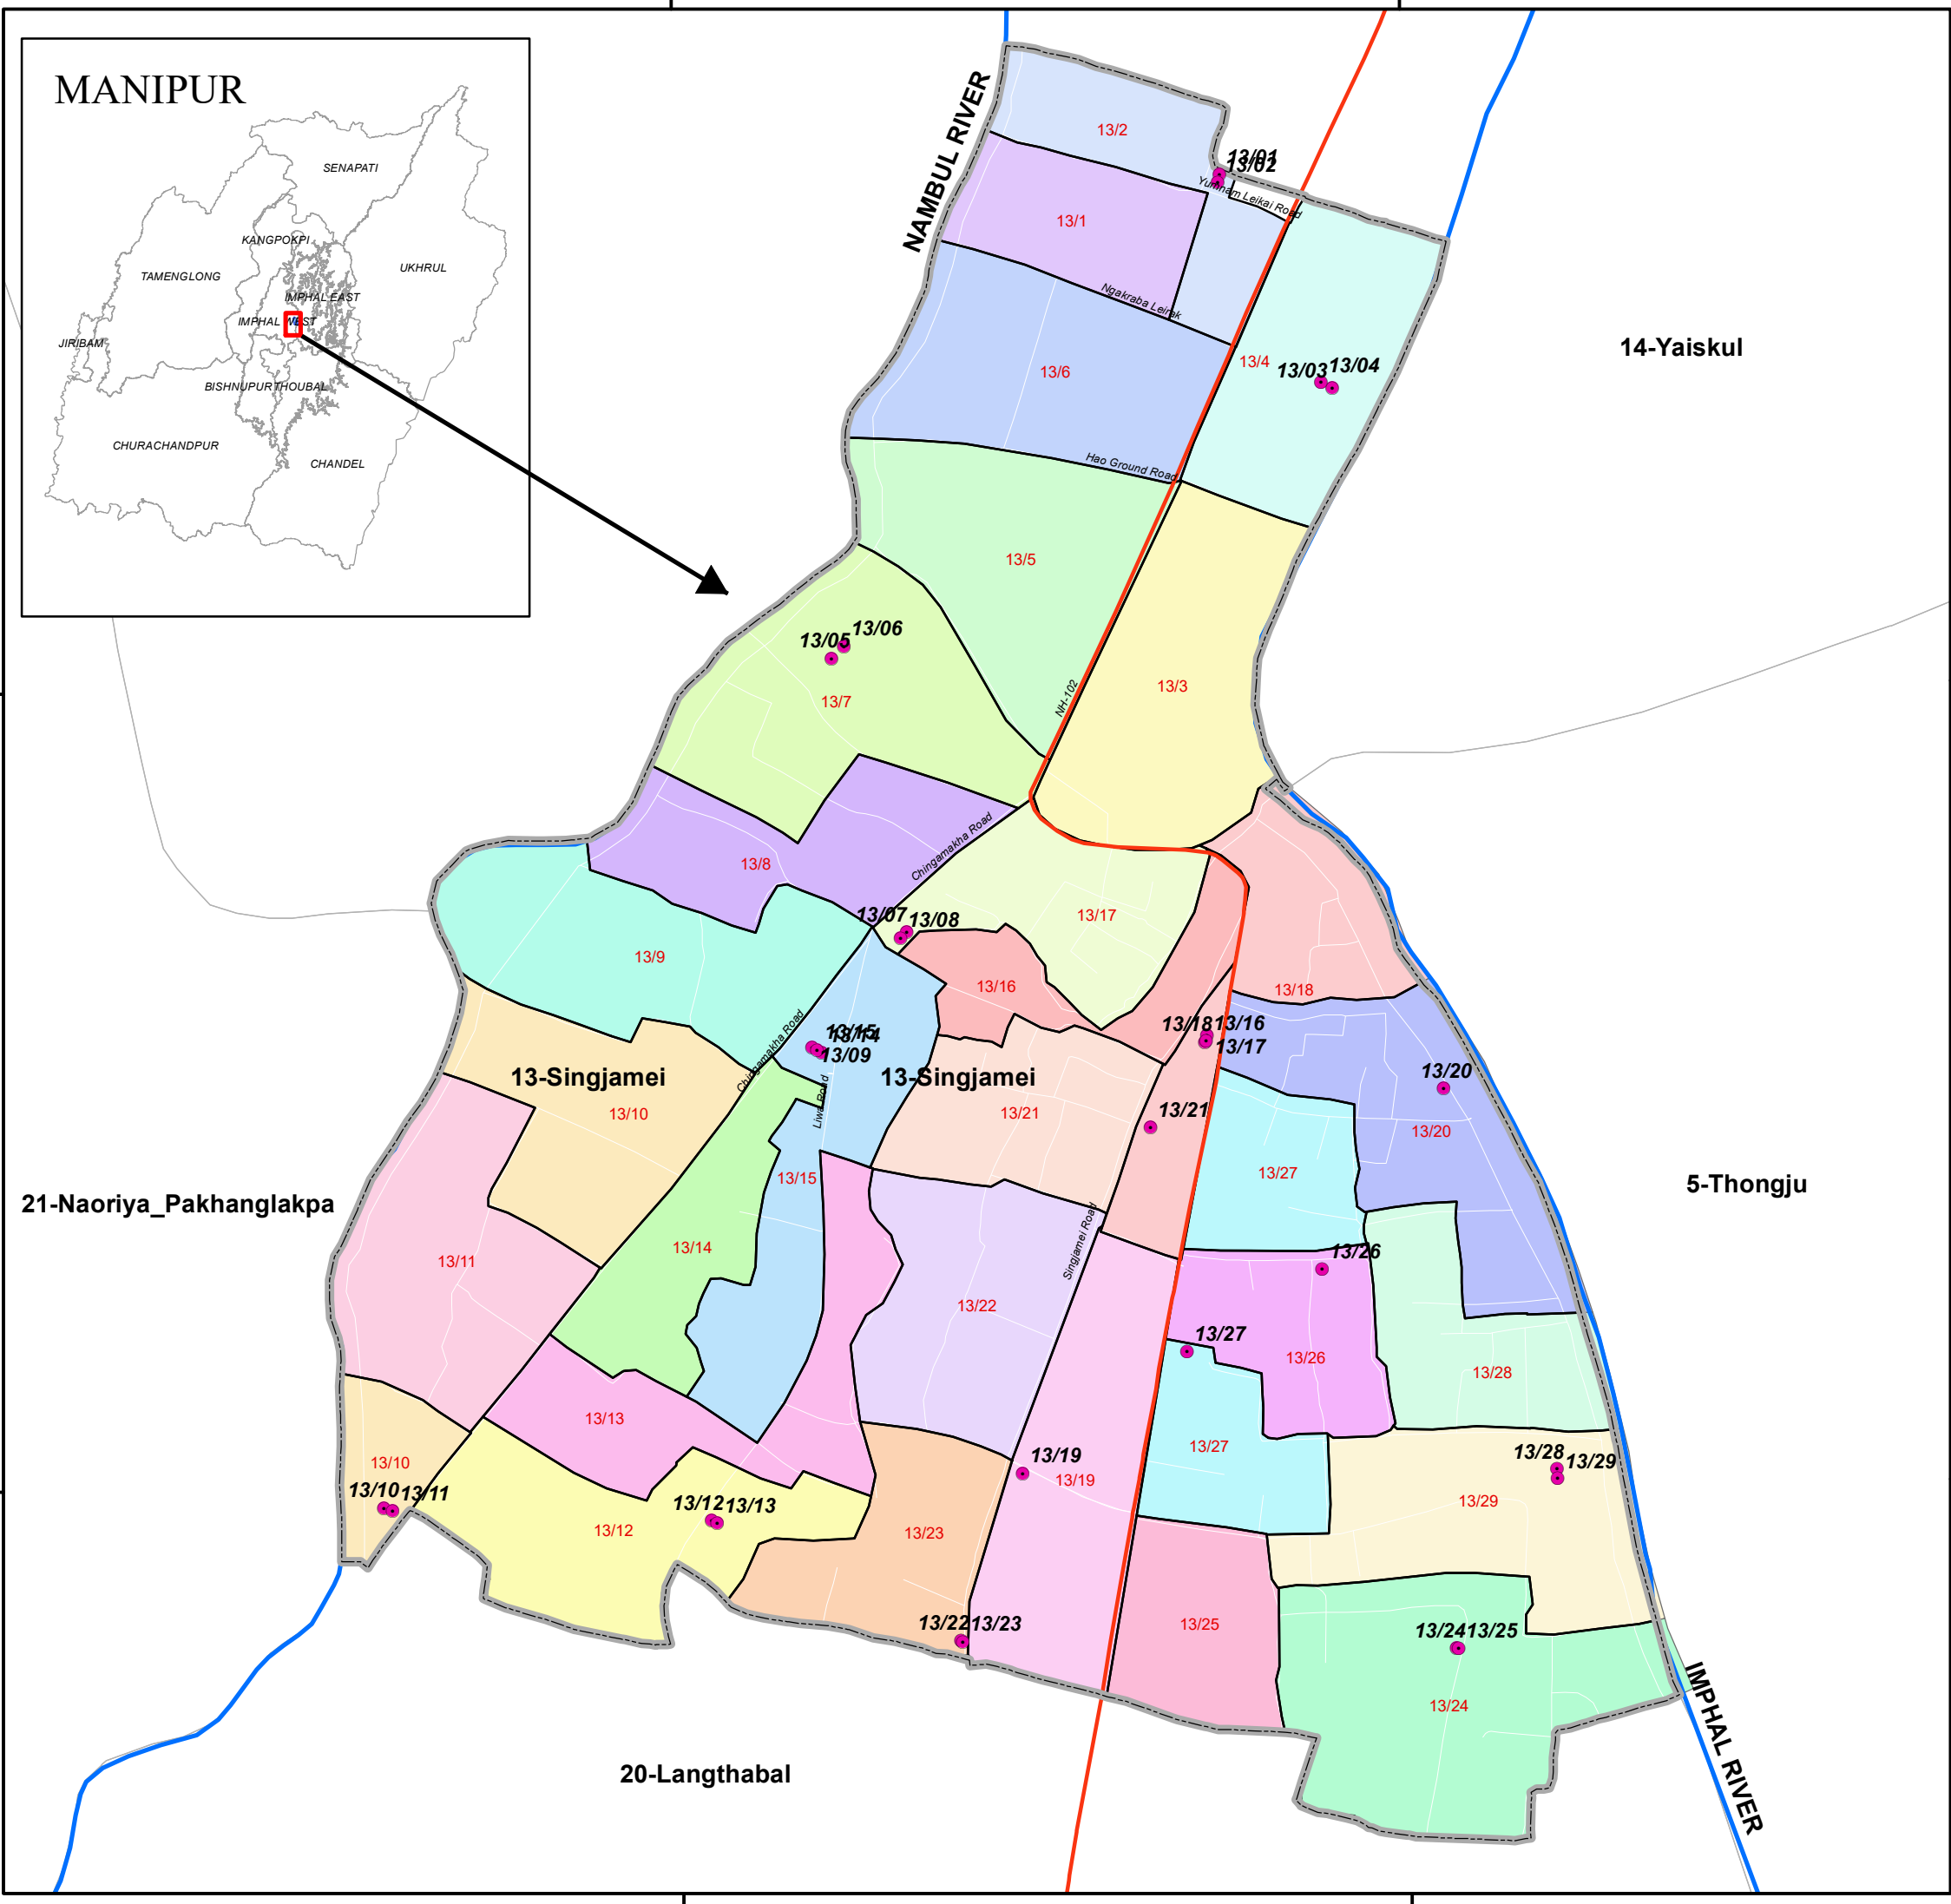 MANIPUR
SENAPATI
KANGPOKPI
TAMENGLONG
UKHRUL
IMPHAL EAST
IMPHAL WEST
JIRIBAM
BISHNUPUR
THOUBAL
CHURACHANDPUR
CHANDEL
NAMBUL RIVER
13/2
13/01
13/02
Yumnam Leikai Road
13/1
Ngakraba Leirak
14-Yaiskul
13/6
13/4
13/03
13/04
Hao Ground Road
13/5
13/05
13/06
13/7
NH-102
13/3
13/8
Chingamakha Road
13/07
13/08
13/17
13/9
13/16
13/18
13/15
13/14
13/09
Chingamakha Road
Liwa Road
13/18
13/16
13/17
13-Singjamei
13-Singjamei
13/20
13/10
13/21
13/21
13/20
13/15
13/27
21-Naoriya_Pakhanglakpa
5-Thongju
13/11
13/14
Singjamei Road
13/26
13/22
13/27
13/26
13/28
13/13
13/27
13/10
13/19
13/19
13/28
13/29
13/10
13/11
13/12
13/13
13/12
13/23
13/29
13/22
13/23
13/25
13/24
13/25
13/24
IMPHAL RIVER
20-Langthabal